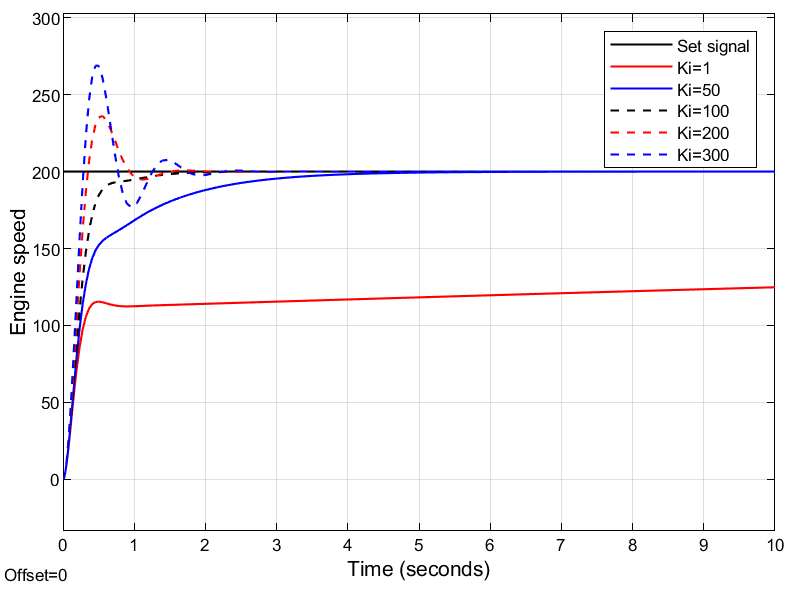 300
250
200
150
100
50
0
Engine speed
Set signal
Ki=1
Ki=50
Ki=100
Ki=200
Ki=300
0 1 2 3 4 5 6 7 8 9 10
Time (seconds)
Offset=0